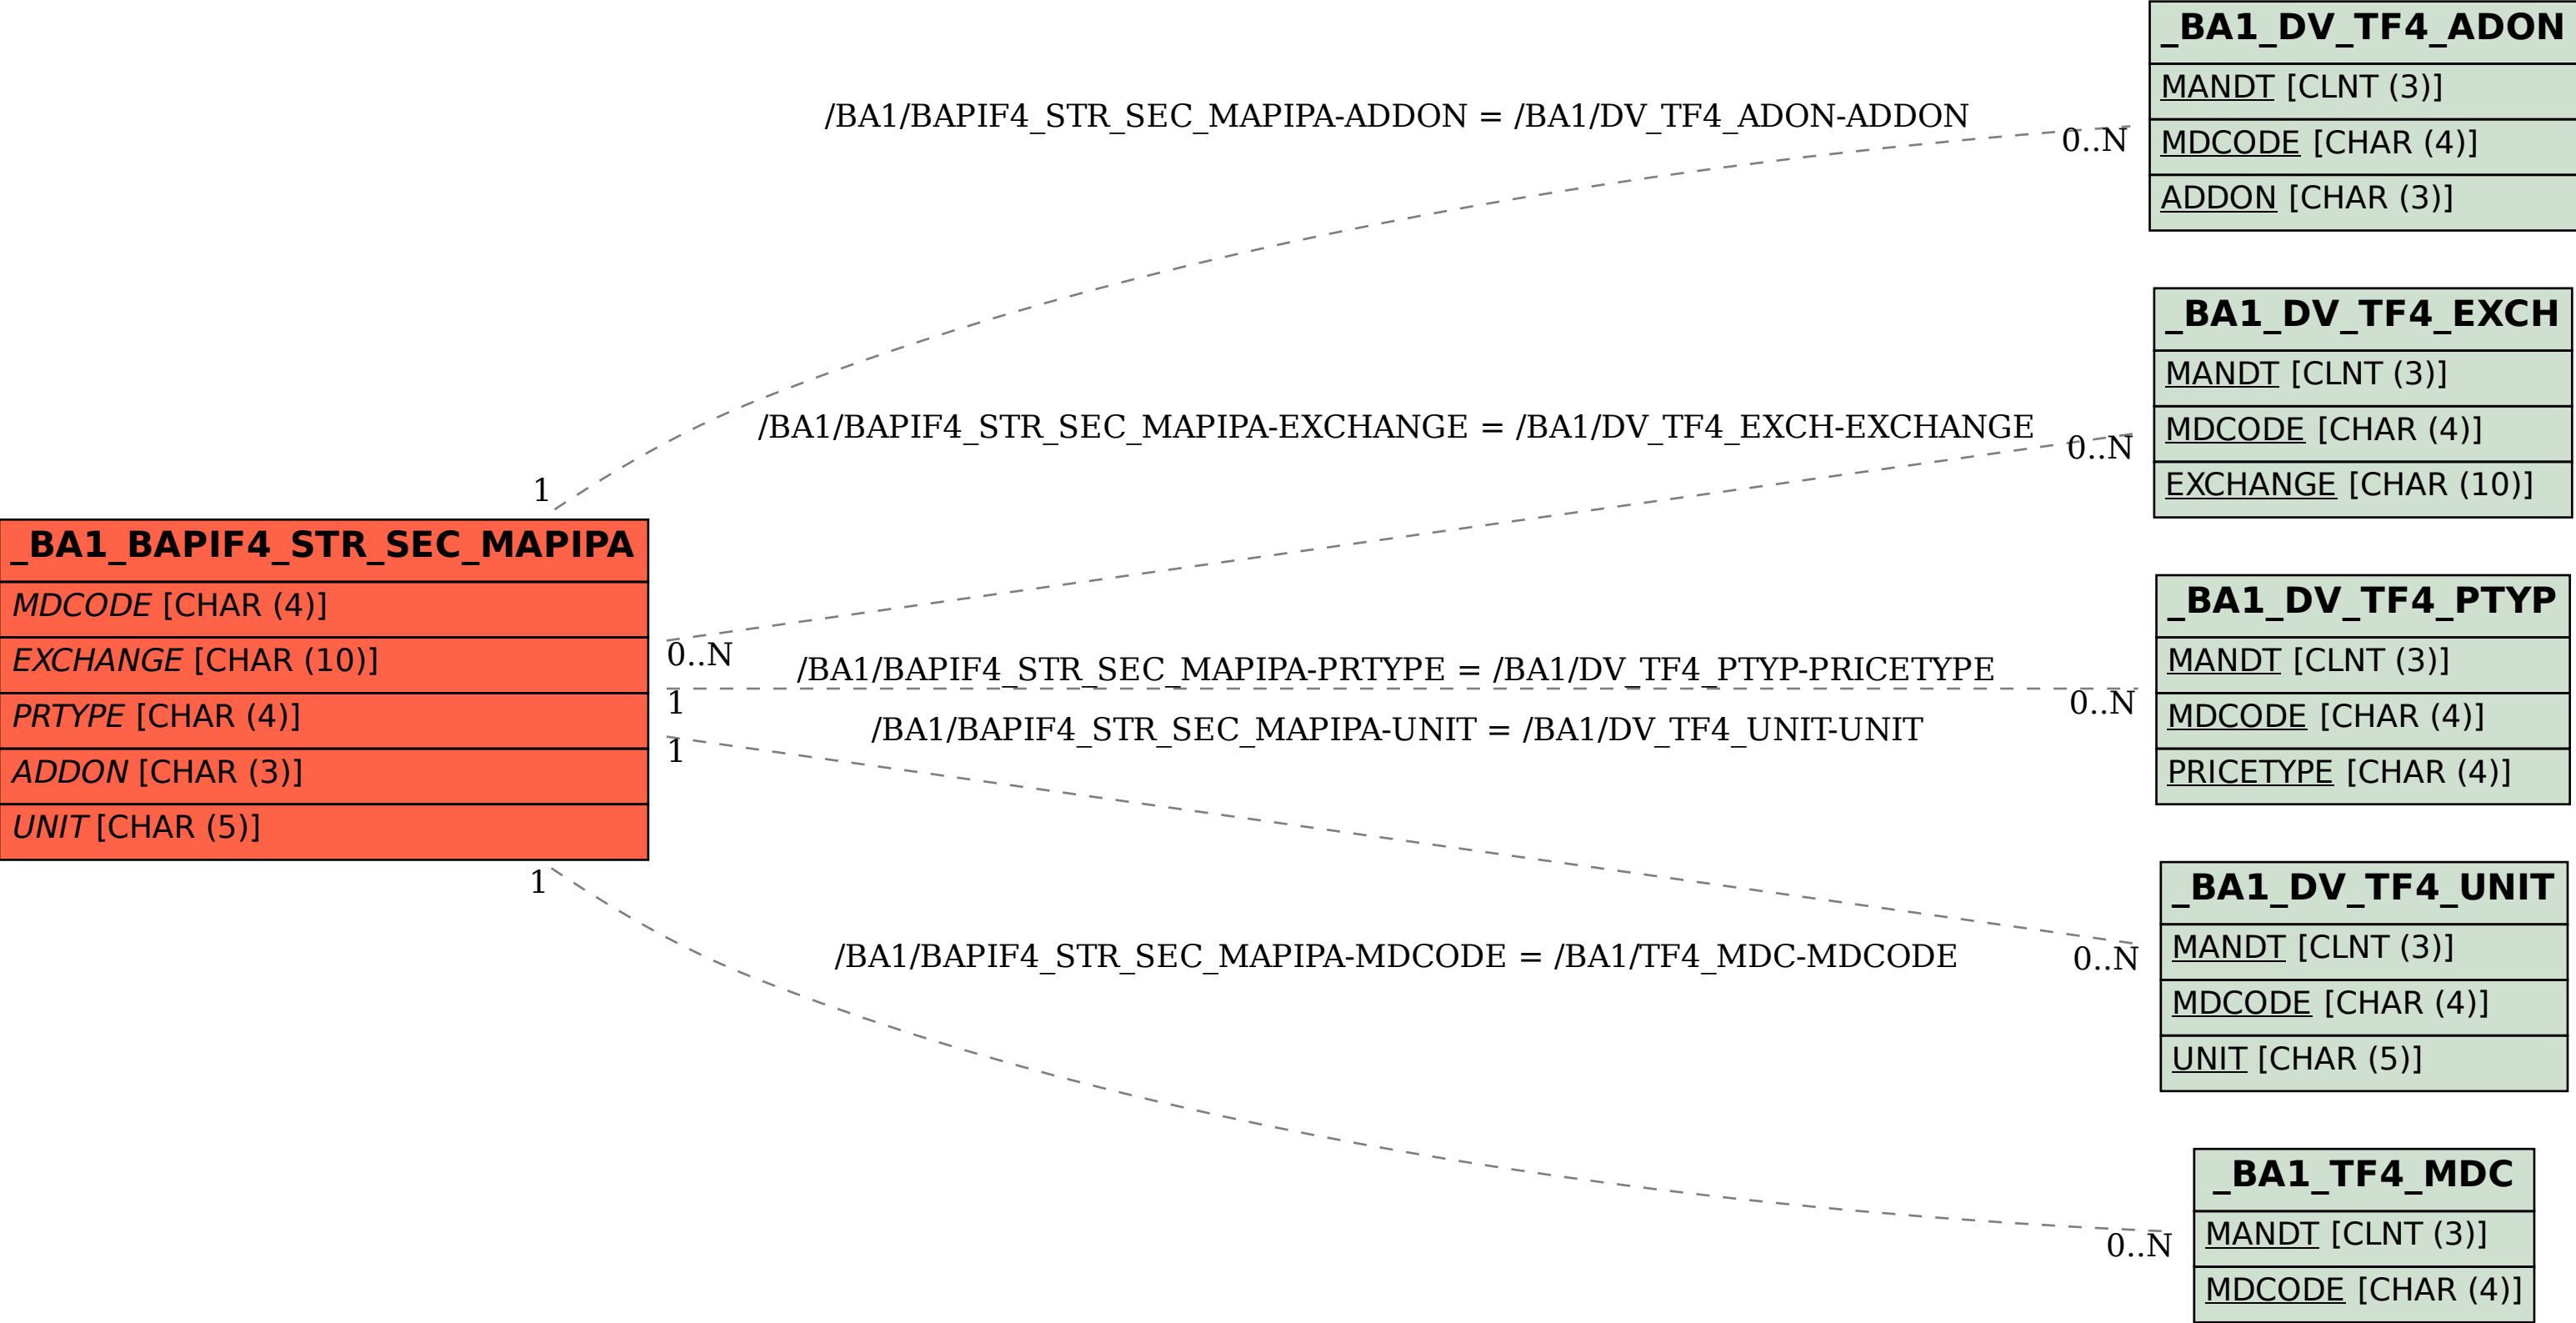 _BA1_DV_TF4_ADON
MANDT [CLNT (3)]
MDCODE [CHAR (4)]
ADDON [CHAR (3)]
/BA1/BAPIF4_STR_SEC_MAPIPA-ADDON = /BA1/DV_TF4_ADON-ADDON
0..N
1
_BA1_DV_TF4_EXCH
MANDT [CLNT (3)]
MDCODE [CHAR (4)]
EXCHANGE [CHAR (10)]
/BA1/BAPIF4_STR_SEC_MAPIPA-EXCHANGE = /BA1/DV_TF4_EXCH-EXCHANGE
0..N
0..N
_BA1_BAPIF4_STR_SEC_MAPIPA
MDCODE [CHAR (4)]
EXCHANGE [CHAR (10)]
PRTYPE [CHAR (4)]
ADDON [CHAR (3)]
UNIT [CHAR (5)]
/BA1/BAPIF4_STR_SEC_MAPIPA-PRTYPE = /BA1/DV_TF4_PTYP-PRICETYPE
1
0..N
_BA1_DV_TF4_PTYP
MANDT [CLNT (3)]
MDCODE [CHAR (4)]
PRICETYPE [CHAR (4)]
/BA1/BAPIF4_STR_SEC_MAPIPA-UNIT = /BA1/DV_TF4_UNIT-UNIT
1
0..N
_BA1_DV_TF4_UNIT
MANDT [CLNT (3)]
MDCODE [CHAR (4)]
UNIT [CHAR (5)]
1
/BA1/BAPIF4_STR_SEC_MAPIPA-MDCODE = /BA1/TF4_MDC-MDCODE
0..N
_BA1_TF4_MDC
MANDT [CLNT (3)]
MDCODE [CHAR (4)]